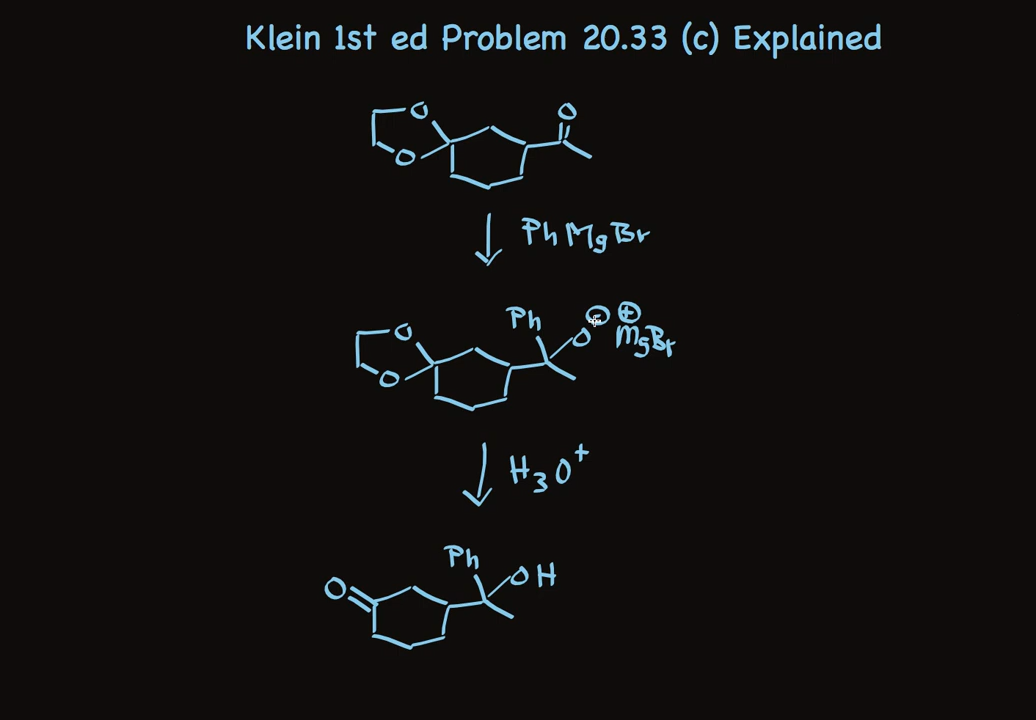 Klein 1st ed Problem 20.33 (c) Explained
O
O
O
PhMgBr
Ph
O
⊖ ⊕
MgBr
O
O
H3O+
Ph
OH
O